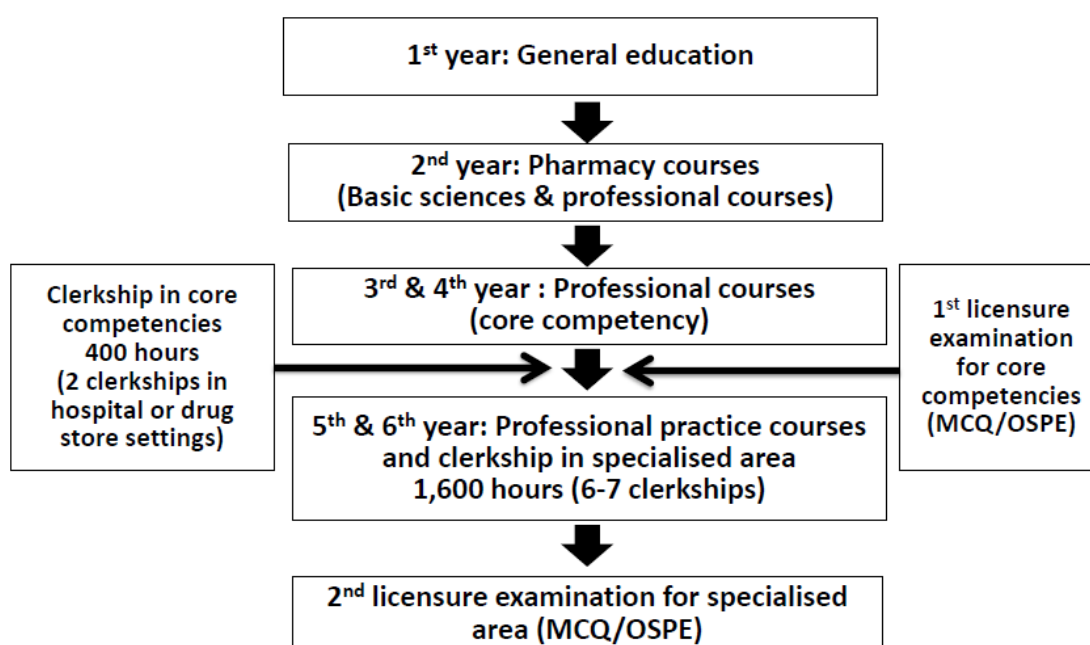 1st year: General education
2nd year: Pharmacy courses
(Basic sciences & professional courses)
3rd & 4th year : Professional courses
(core competency)
Clerkship in core
competencies
400 hours
(2 clerkships in
hospital or drug
store settings)
1st licensure
examination
for core
competencies
(MCQ/OSPE)
5th & 6th year: Professional practice courses
and clerkship in specialised area
1,600 hours (6-7 clerkships)
2nd licensure examination for specialised
area (MCQ/OSPE)